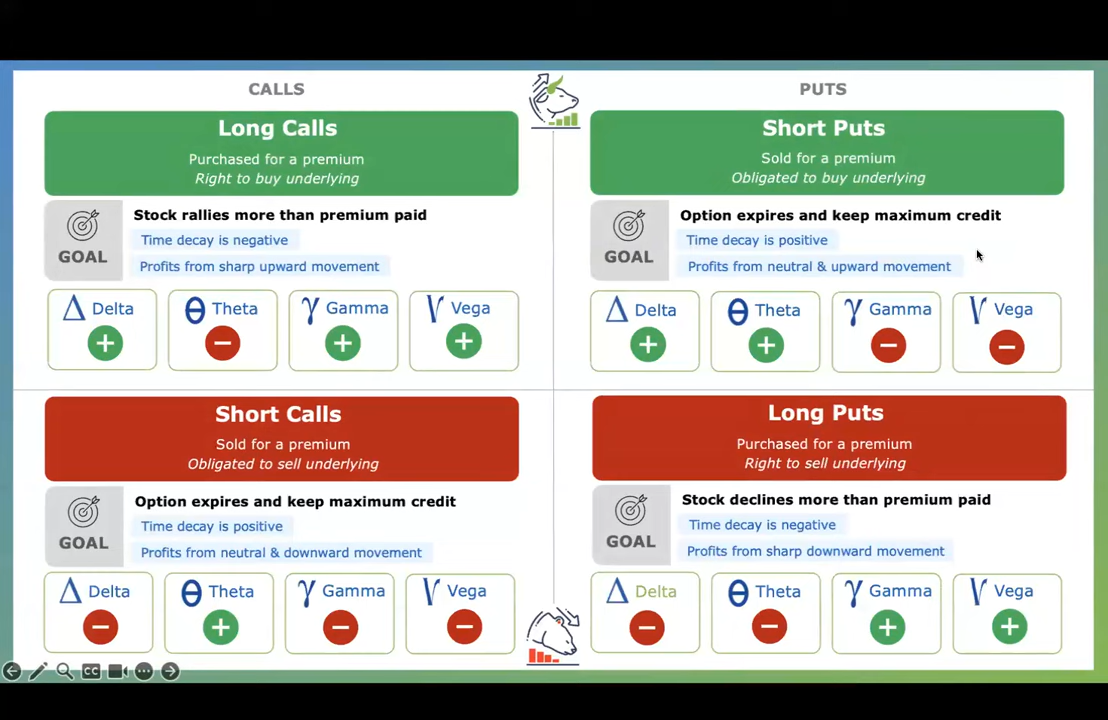 CALLS
PUTS
Long Calls
Purchased for a premium
Right to buy underlying
GOAL
Stock rallies more than premium paid
Time decay is negative
Profits from sharp upward movement
Δ Delta
+
θ Theta
−
γ Gamma
+
V Vega
+
Short Puts
Sold for a premium
Obligated to buy underlying
GOAL
Option expires and keep maximum credit
Time decay is positive
Profits from neutral & upward movement
Δ Delta
+
θ Theta
+
γ Gamma
−
V Vega
−
Short Calls
Sold for a premium
Obligated to sell underlying
GOAL
Option expires and keep maximum credit
Time decay is positive
Profits from neutral & downward movement
Δ Delta
−
θ Theta
+
γ Gamma
−
V Vega
−
Long Puts
Purchased for a premium
Right to sell underlying
GOAL
Stock declines more than premium paid
Time decay is negative
Profits from sharp downward movement
Δ Delta
−
θ Theta
−
γ Gamma
+
V Vega
+
CC